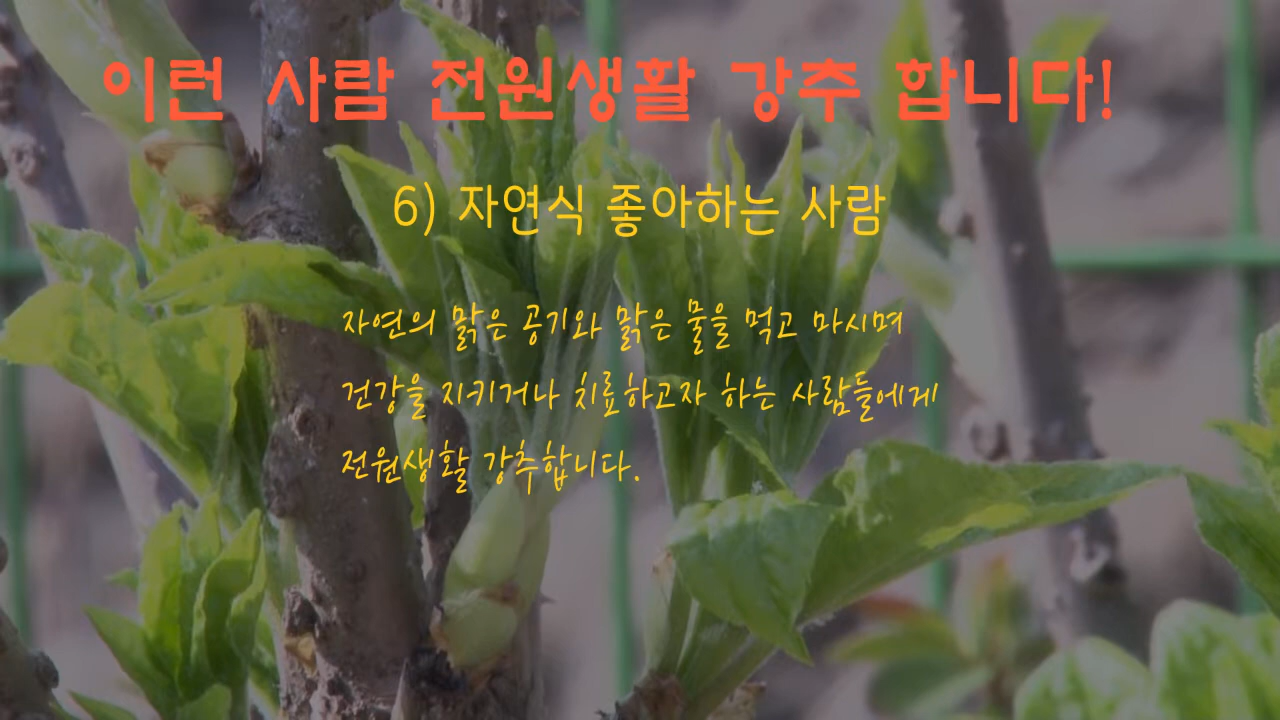 이런 사람 전원생활 강추 합니다!
6) 자연식 좋아하는 사람
자연의 맑은 공기와 맑은 물을 먹고 마시며
건강을 지키거나 치료하고자 하는 사람들에게
전원생활 강추합니다.